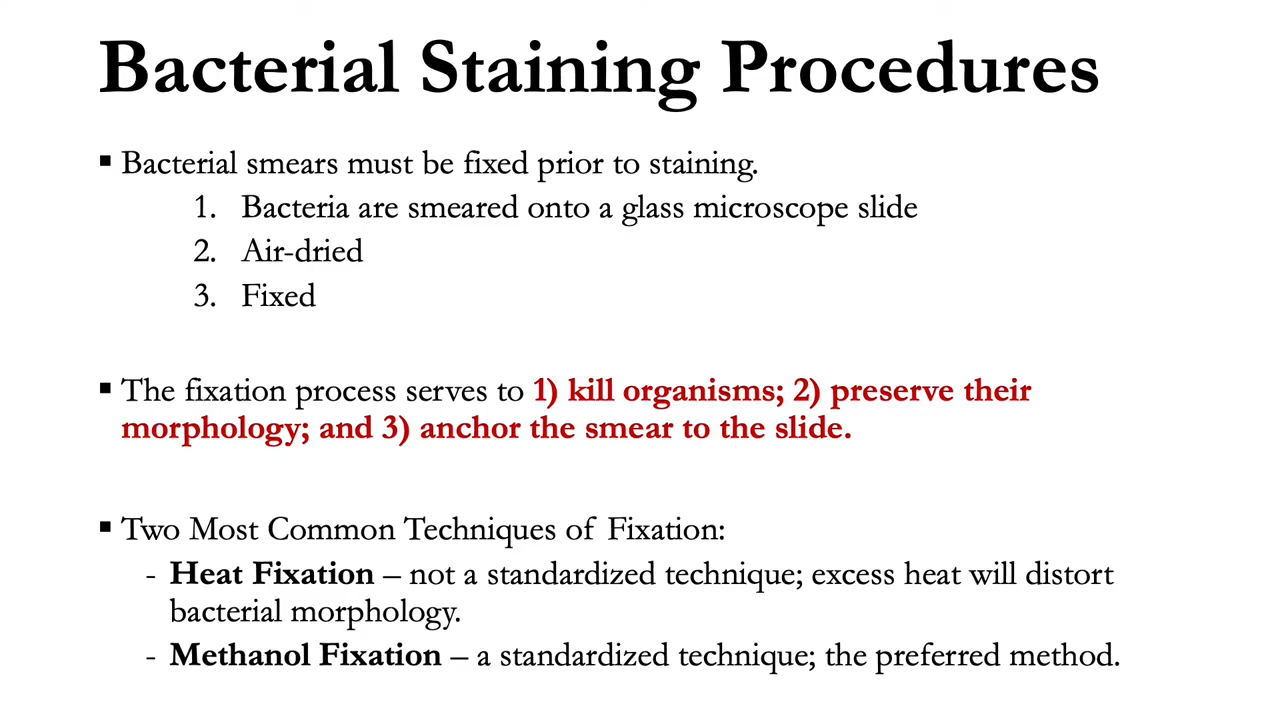 Bacterial Staining Procedures
▪ Bacterial smears must be fixed prior to staining.
1. Bacteria are smeared onto a glass microscope slide
2. Air-dried
3. Fixed
▪ The fixation process serves to 1) kill organisms; 2) preserve their
morphology; and 3) anchor the smear to the slide.
▪ Two Most Common Techniques of Fixation:
- Heat Fixation – not a standardized technique; excess heat will distort
bacterial morphology.
- Methanol Fixation – a standardized technique; the preferred method.